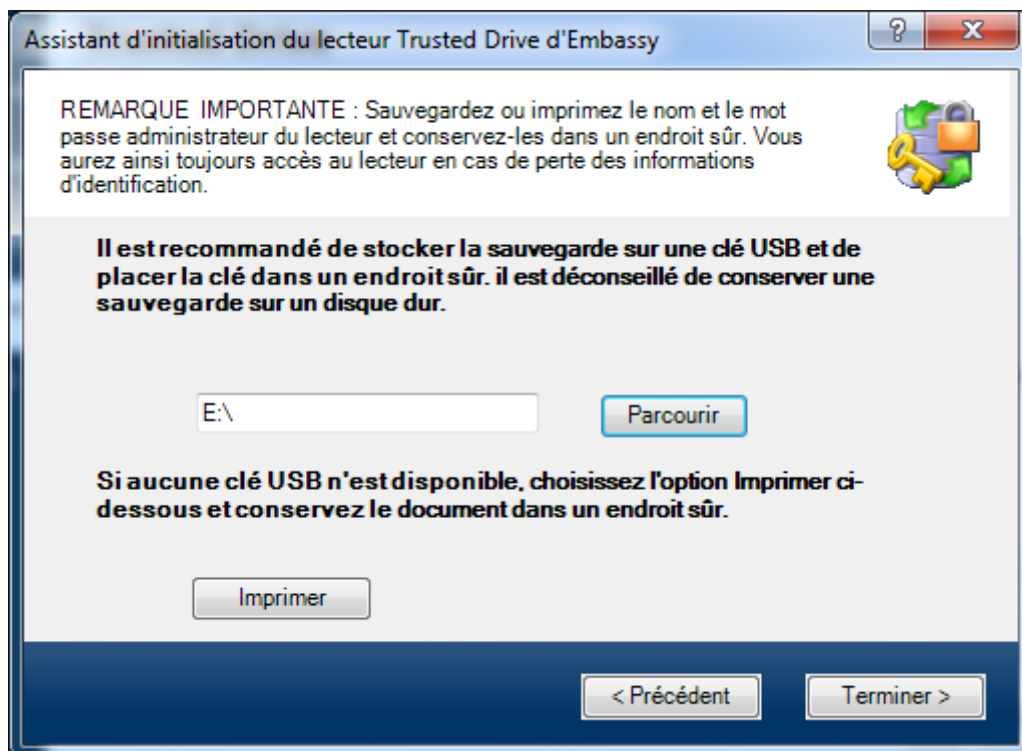 Assistant d'initialisation du lecteur Trusted Drive d'Embassy
REMARQUE IMPORTANTE : Sauvegardez ou imprimez le nom et le mot
passe administrateur du lecteur et conservez-les dans un endroit sûr. Vous
aurez ainsi toujours accès au lecteur en cas de perte des informations
d'identification.
Il est recommandé de stocker la sauvegarde sur une clé USB et de
placer la clé dans un endroit sûr. il est déconseillé de conserver une
sauvegarde sur un disque dur.
E:\
Parcourir
Si aucune clé USB n'est disponible, choisissez l'option Imprimer ci-
dessous et conservez le document dans un endroit sûr.
Imprimer
< Précédent
Terminer >